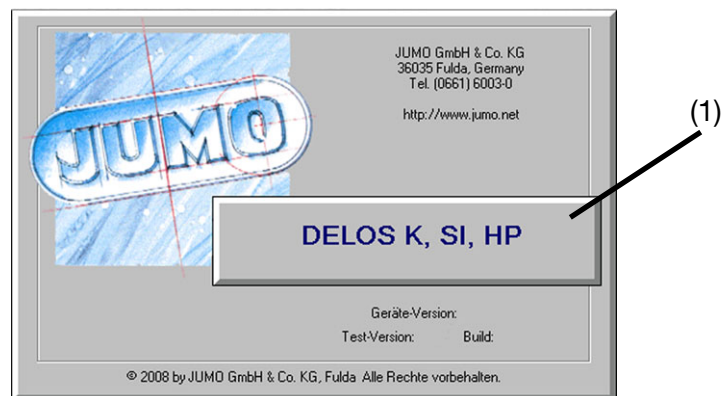 JUMO
JUMO GmbH & Co. KG
36035 Fulda, Germany
Tel. (0661) 6003-0
http://www.jumo.net
(1)
DELOS K, SI, HP
Geräte-Version:
Test-Version: Build:
© 2008 by JUMO GmbH & Co. KG, Fulda Alle Rechte vorbehalten.